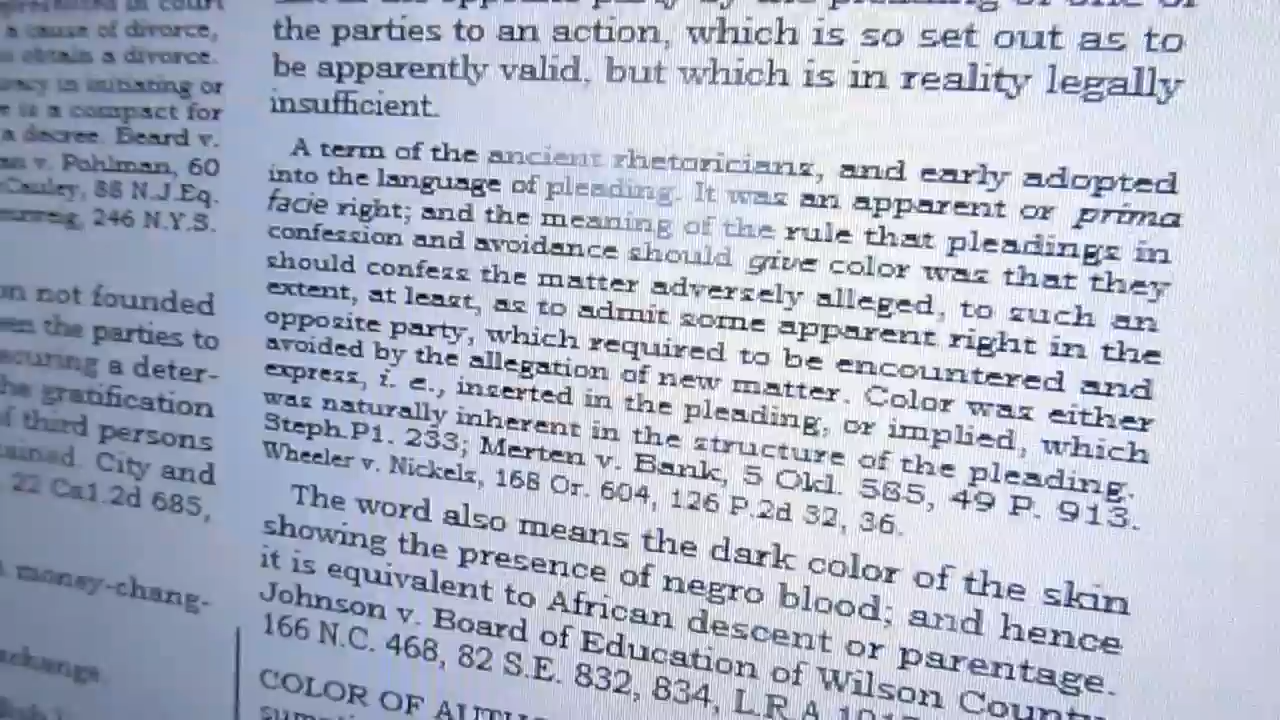 a cause of divorce,
obtain a divorce.
in initiating or
is a compact for
a decree. Beard v.
v. Pohlman, 60
Cauley, 88 N.J.Eq.
246 N.Y.S.
on not founded
the parties to
securing a deter-
the gratification
of third persons
City and
22 Ca1.2d 685,
money-chang-
the parties to an action, which is so set out as to
be apparently valid, but which is in reality legally
insufficient.
A term of the ancient rhetoricians, and early adopted
into the language of pleading. It was an apparent or prima
facie right; and the meaning of the rule that pleadings in
confession and avoidance should give color was that they
should confess the matter adversely alleged, to such an
extent, at least, as to admit some apparent right in the
opposite party, which required to be encountered and
avoided by the allegation of new matter. Color was either
express, i. e., inserted in the pleading, or implied, which
was naturally inherent in the structure of the pleading.
Steph.P1. 233; Merten v. Bank, 5 Okl. 585, 49 P. 913.
Wheeler v. Nickels, 168 Or. 604, 126 P.2d 32, 36.
The word also means the dark color of the skin
showing the presence of negro blood; and hence
it is equivalent to African descent or parentage.
Johnson v. Board of Education of Wilson County
166 N.C. 468, 82 S.E. 832, 834, L.R.A.
COLOR OF